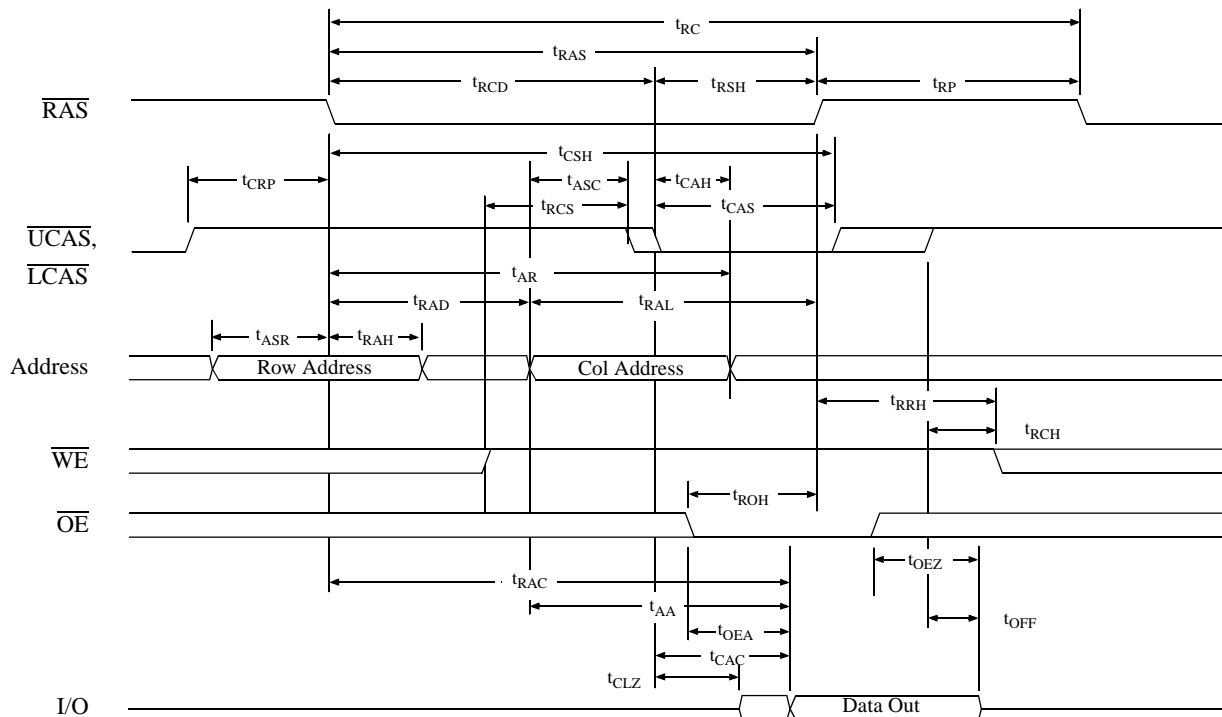 tRC
tRAS
tRCD tRSH tRP
RAS
tCSH
tCRP tASC tCAH
tRCS tCAS
UCAS,
LCAS
tAR
tRAD tRAL
tASR tRAH
Address Row Address Col Address
tRRH
tRCH
WE
tROH
OE
tOEZ
tRAC
tAA
tOFF
tOEA
tCAC
tCLZ
I/O Data Out